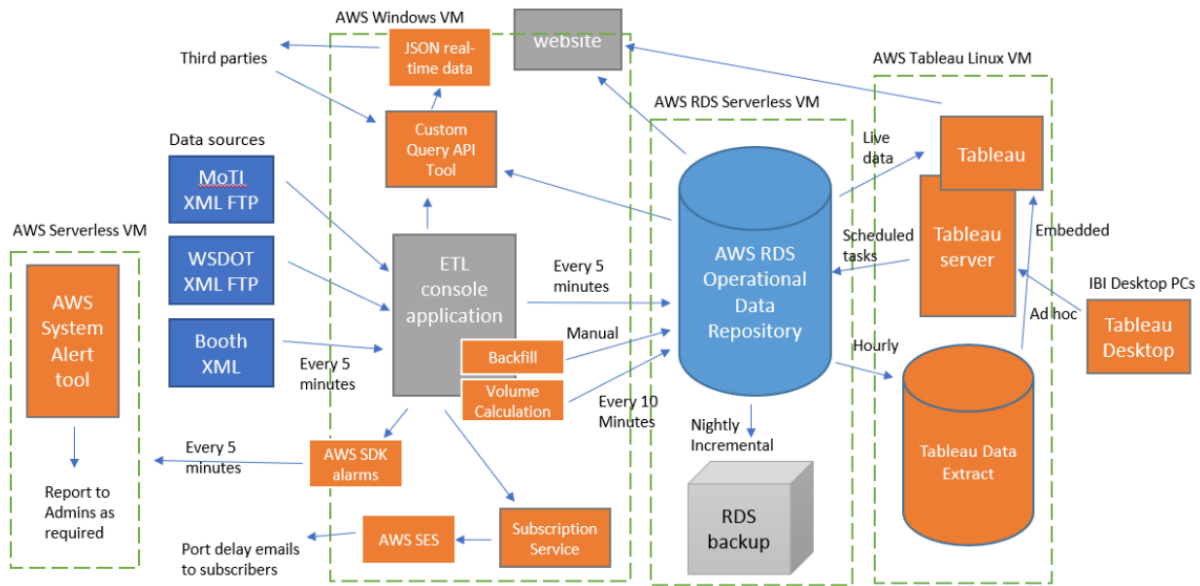 AWS Windows VM
JSON real-
time data
website
Third parties
AWS Tableau Linux VM
AWS RDS Serverless VM
Custom
Query API
Tool
Data sources
MoTI
XML FTP
WSDOT
XML FTP
Booth
XML
Every 5
minutes
AWS Serverless VM
AWS
System
Alert
tool
Report to
Admins as
required
ETL
console
application
Backfill
Volume
Calculation
Every 5
minutes
Manual
Every 10
Minutes
AWS RDS
Operational
Data
Repository
Live
data
Tableau
Scheduled
tasks
Tableau
server
Embedded
IBI Desktop PCs
Ad hoc
Tableau
Desktop
Hourly
Tableau Data
Extract
Nightly
Incremental
RDS
backup
Every 5
minutes
AWS SDK
alarms
AWS SES
Subscription
Service
Port delay emails
to subscribers